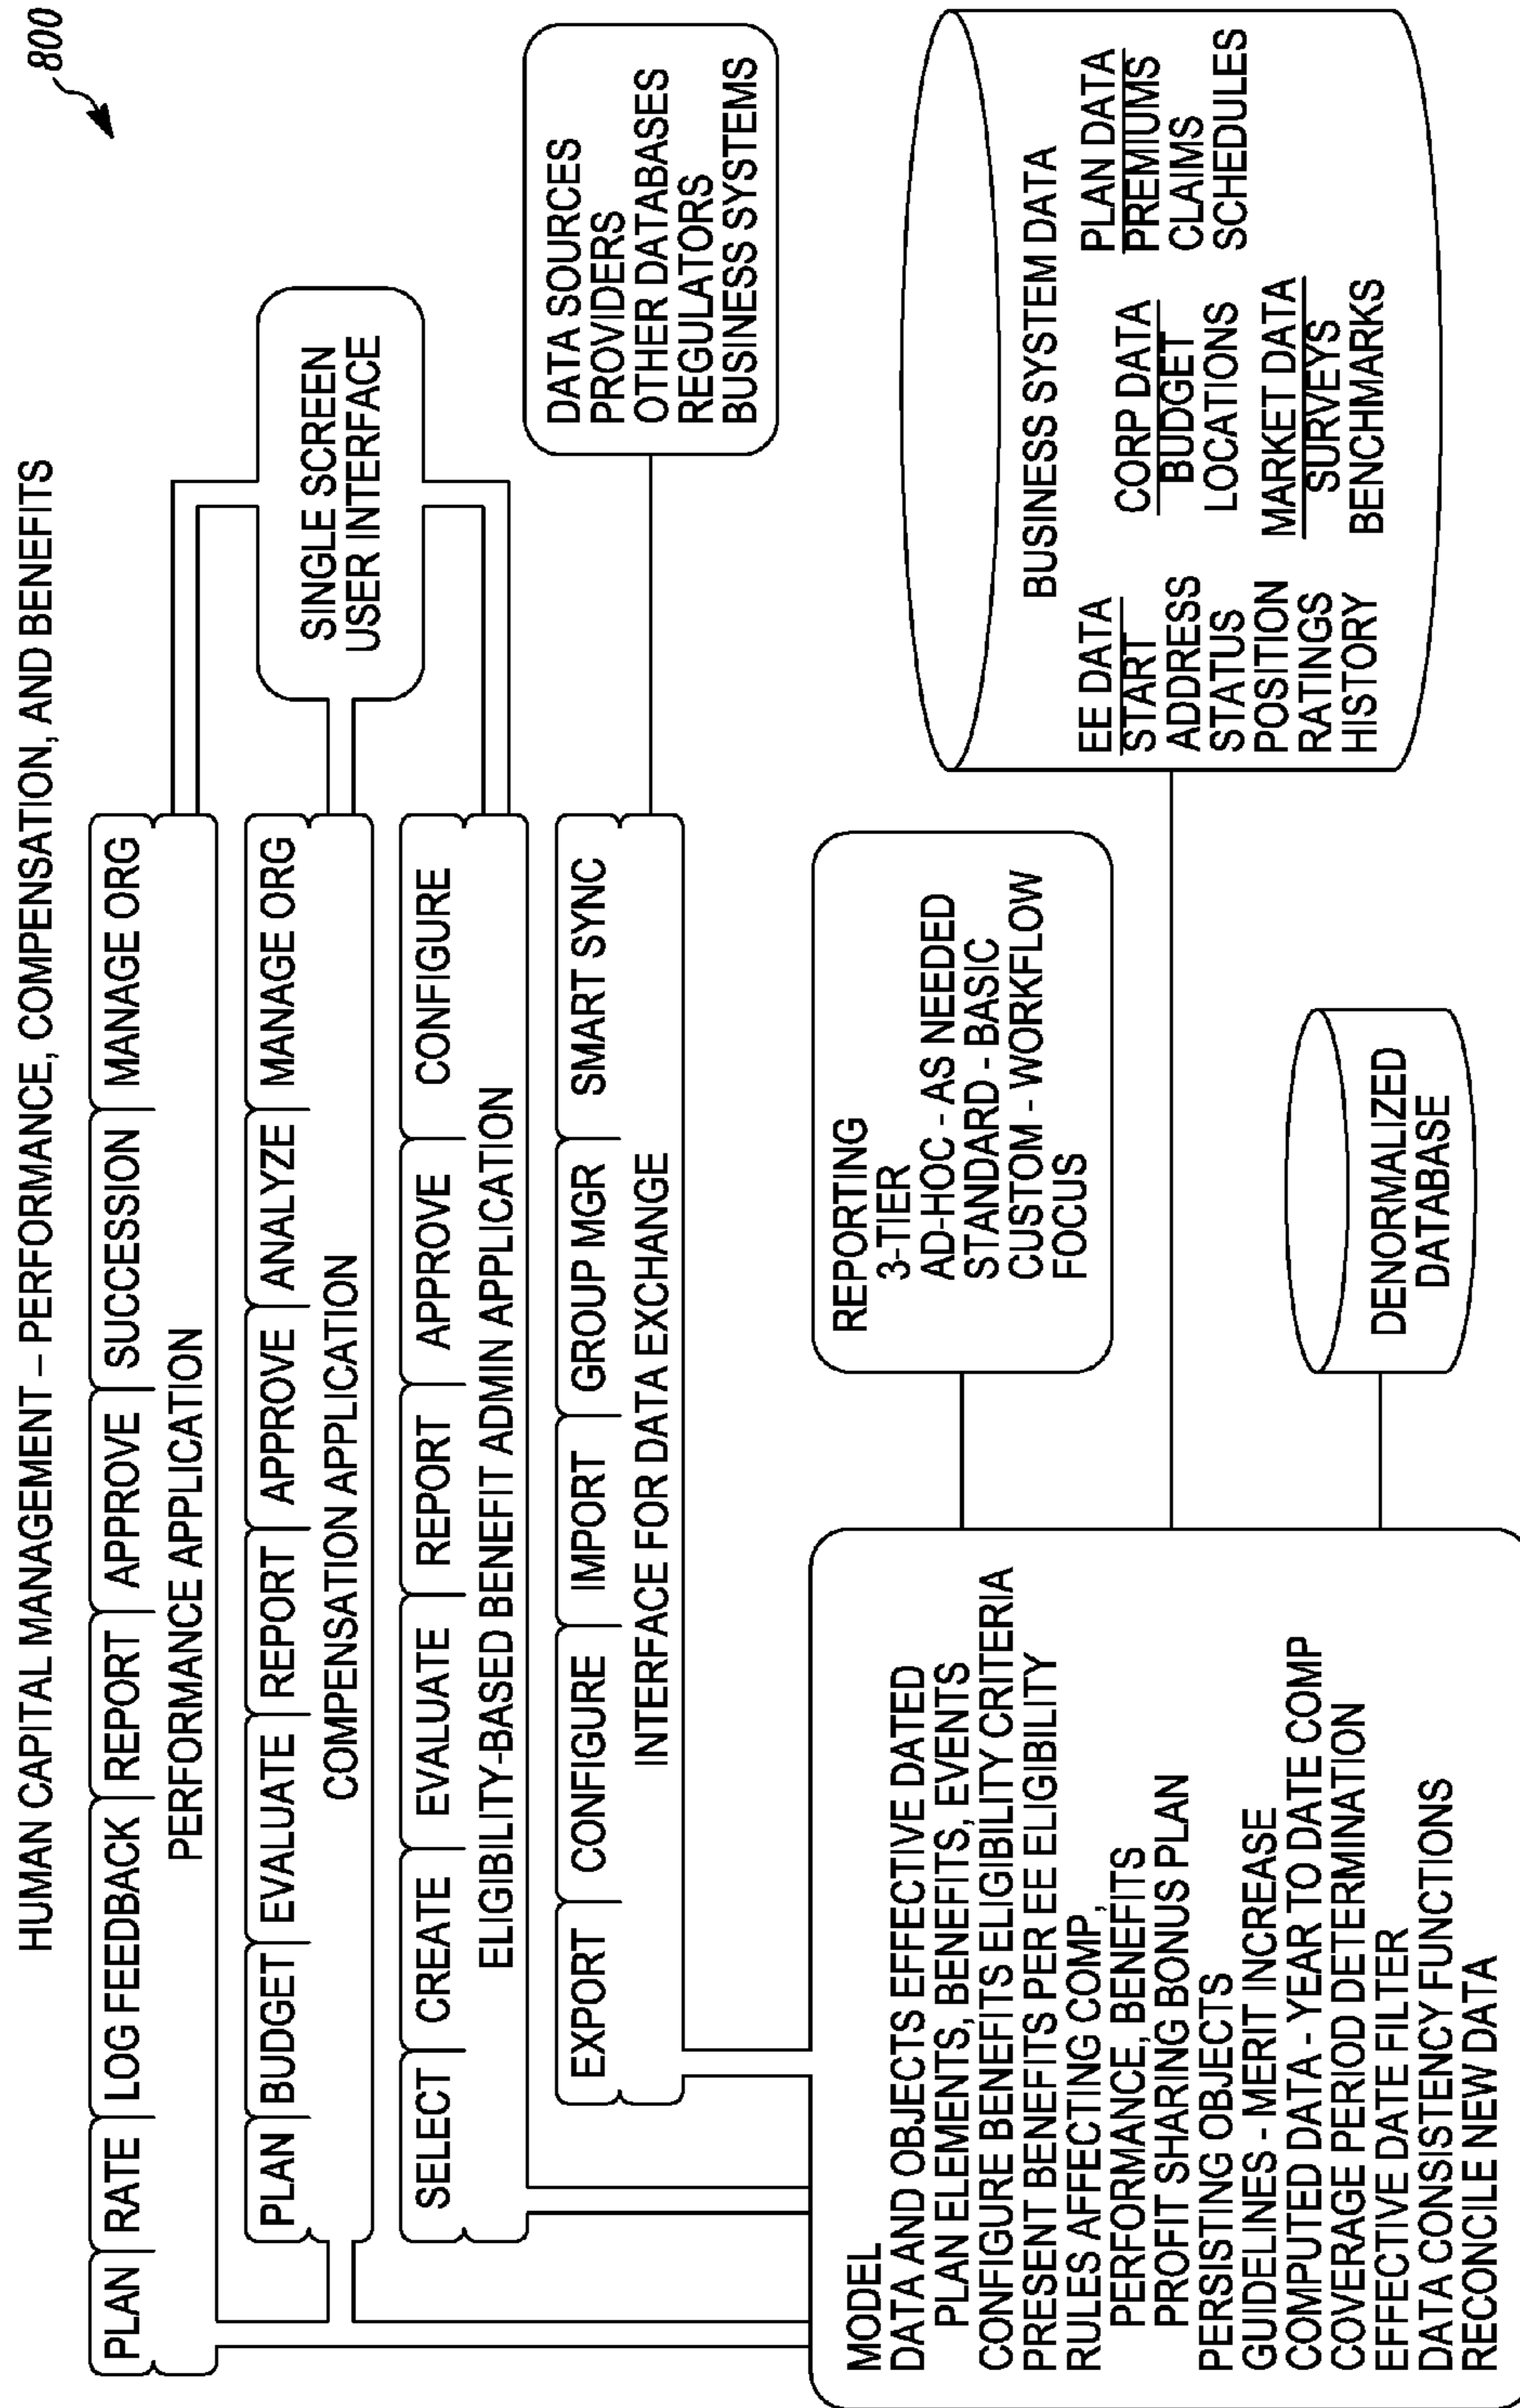 800
HUMAN CAPITAL MANAGEMENT – PERFORMANCE, COMPENSATION, AND BENEFITS
PLAN RATE LOG FEEDBACK REPORT APPROVE SUCCESSION MANAGE ORG
PERFORMANCE APPLICATION
PLAN BUDGET EVALUATE REPORT APPROVE ANALYZE MANAGE ORG
COMPENSATION APPLICATION
SELECT CREATE EVALUATE REPORT APPROVE CONFIGURE
ELIGIBILITY-BASED BENEFIT ADMIN APPLICATION
EXPORT CONFIGURE IMPORT GROUP MGR SMART SYNC
INTERFACE FOR DATA EXCHANGE
SINGLE SCREEN
USER INTERFACE
DATA SOURCES
PROVIDERS
OTHER DATABASES
REGULATORS
BUSINESS SYSTEMS
MODEL
DATA AND OBJECTS EFFECTIVE DATED
PLAN ELEMENTS, BENEFITS, EVENTS
CONFIGURE BENEFITS ELIGIBILITY CRITERIA
PRESENT BENEFITS PER EE ELIGIBILITY
RULES AFFECTING COMP,
PERFORMANCE, BENEFITS
PROFIT SHARING BONUS PLAN
PERSISTING OBJECTS
GUIDELINES - MERIT INCREASE
COMPUTED DATA - YEAR TO DATE COMP
COVERAGE PERIOD DETERMINATION
EFFECTIVE DATE FILTER
DATA CONSISTENCY FUNCTIONS
RECONCILE NEW DATA
REPORTING
3-TIER
AD-HOC - AS NEEDED
STANDARD - BASIC
CUSTOM - WORKFLOW
FOCUS
DENORMALIZED
DATABASE
BUSINESS SYSTEM DATA
EE DATA
START
ADDRESS
STATUS
POSITION
RATINGS
HISTORY
CORP DATA
BUDGET
LOCATIONS
MARKET DATA
SURVEYS
BENCHMARKS
PLAN DATA
PREMIUMS
CLAIMS
SCHEDULES